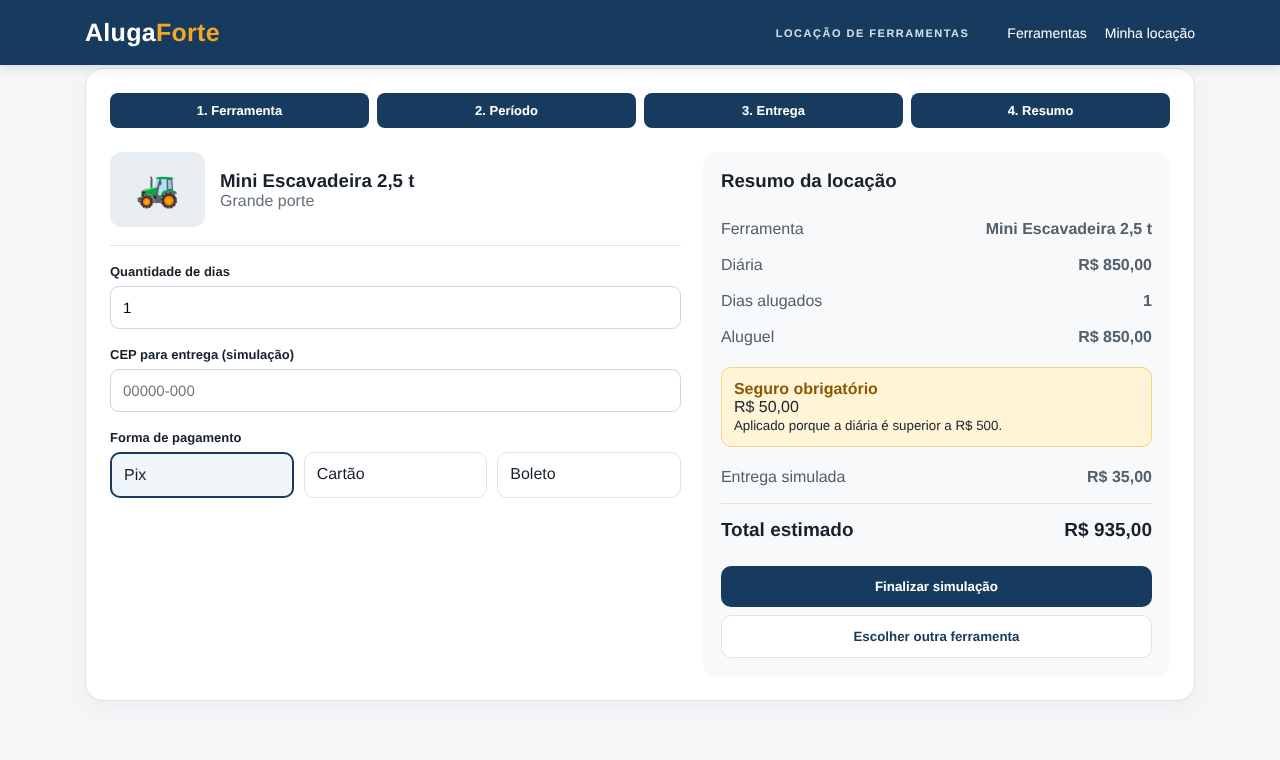 AlugaForte
LOCAÇÃO DE FERRAMENTAS
Ferramentas
Minha locação
1. Ferramenta
2. Período
3. Entrega
4. Resumo
Mini Escavadeira 2,5 t
Grande porte
Quantidade de dias
1
CEP para entrega (simulação)
00000-000
Forma de pagamento
Pix
Cartão
Boleto
Resumo da locação
Ferramenta Mini Escavadeira 2,5 t
Diária R$ 850,00
Dias alugados 1
Aluguel R$ 850,00
Seguro obrigatório
R$ 50,00
Aplicado porque a diária é superior a R$ 500.
Entrega simulada R$ 35,00
Total estimado R$ 935,00
Finalizar simulação
Escolher outra ferramenta